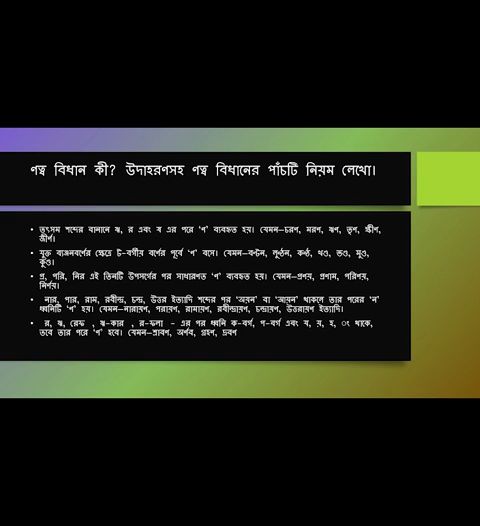 ণত্ব বিধান কী? উদাহরণসহ ণত্ব বিধানের পাঁচটি নিয়ম লেখো।
• তৎসম শব্দের বানানে ঋ, র এবং ষ এর পরে ‘ণ’ ব্যবহৃত হয়। যেমন—চরণ, মরণ, ঋণ, তৃণ, ক্ষীণ,
জীর্ণ।
• যুক্ত ব্যঞ্জনবর্ণের ক্ষেত্রে ট-বর্গীয় বর্ণের পূর্বে ‘ণ’ বসে। যেমন—বণ্টন, লুণ্ঠন, কণ্ঠ, খণ্ড, ভণ্ড, মুণ্ড,
কুণ্ড।
• প্র, পরি, নির এই তিনটি উপসর্গের পর সাধারণত ‘ণ’ ব্যবহৃত হয়। যেমন—প্রণয়, প্রণাম, পরিণয়,
নির্ণয়।
• নার, পার, রাম, রবীন্দ্র, চন্দ্র, উত্তর ইত্যাদি শব্দের পর ‘অয়ন’ বা ‘আয়ন’ থাকলে তার পরের ‘ন’
ধ্বনিটি ‘ণ’ হয়। যেমন—নারায়ণ, পরায়ণ, রামায়ণ, রবীন্দ্রায়ণ, চন্দ্রায়ণ, উত্তরায়ণ ইত্যাদি।
• র, ঋ, রেফ , ঋ-কার , র-ফলা - এর পর ধ্বনি ক-বর্গ, প-বর্গ এবং য, য়, হ, ং থাকে,
তবে তার পরে ‘ণ’ হবে। যেমন—শ্রাবণ, অর্পণ, গ্রহণ, দ্রবণ